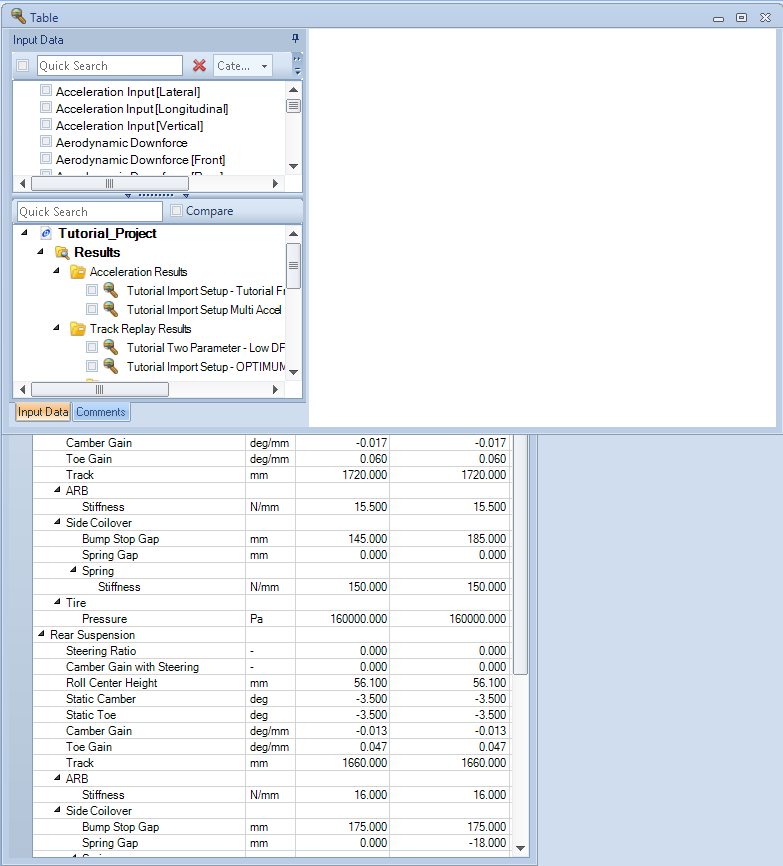 Table
Input Data
Quick Search Cate...
Acceleration Input [Lateral]
Acceleration Input [Longitudinal]
Acceleration Input [Vertical]
Aerodynamic Downforce
Aerodynamic Downforce [Front]
Quick Search Compare
Tutorial_Project
Results
Acceleration Results
Tutorial Import Setup - Tutorial Fr
Tutorial Import Setup Multi Accel
Track Replay Results
Tutorial Two Parameter - Low DF
Tutorial Import Setup - OPTIMUM
Input Data Comments
Camber Gain deg/mm -0.017 -0.017
Toe Gain deg/mm 0.060 0.060
Track mm 1720.000 1720.000
ARB
Stiffness N/mm 15.500 15.500
Side Coilover
Bump Stop Gap mm 145.000 185.000
Spring Gap mm 0.000 0.000
Spring
Stiffness N/mm 150.000 150.000
Tire
Pressure Pa 160000.000 160000.000
Rear Suspension
Steering Ratio - 0.000 0.000
Camber Gain with Steering - 0.000 0.000
Roll Center Height mm 56.100 56.100
Static Camber deg -3.500 -3.500
Static Toe deg -3.500 -3.500
Camber Gain deg/mm -0.013 -0.013
Toe Gain deg/mm 0.047 0.047
Track mm 1660.000 1660.000
ARB
Stiffness N/mm 16.000 16.000
Side Coilover
Bump Stop Gap mm 175.000 175.000
Spring Gap mm 0.000 -18.000